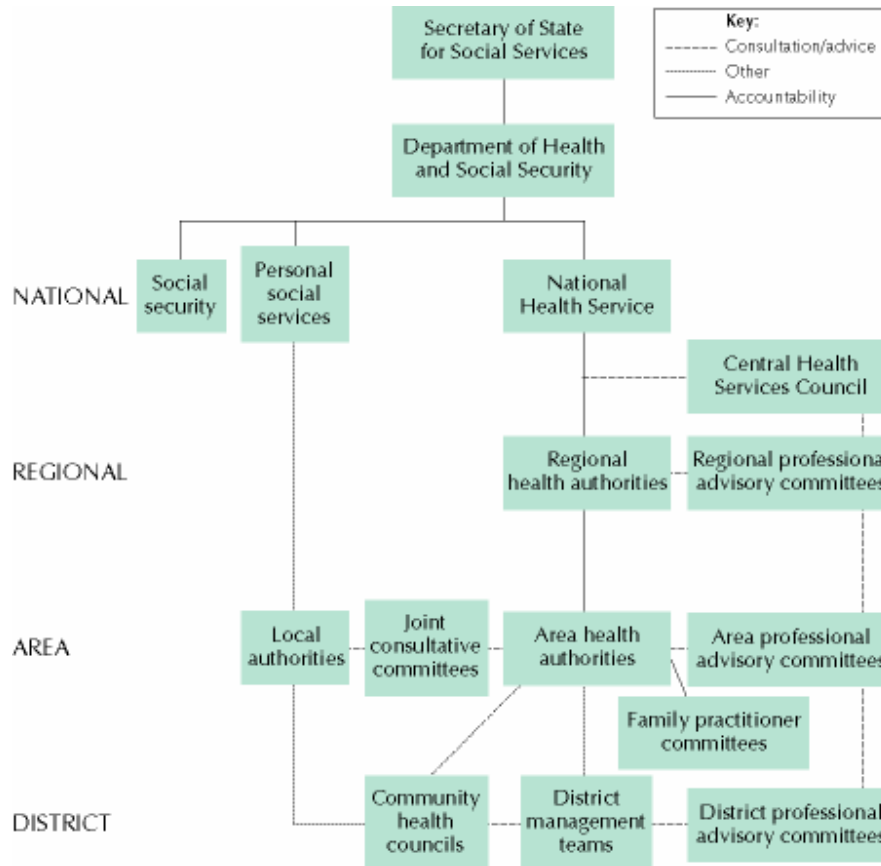 Secretary of State
for Social Services
Key:
Consultation/advice
Other
Accountability
Department of Health
and Social Security
NATIONAL
Social
security
Personal
social
services
National
Health Service
Central Health
Services Council
REGIONAL
Regional
health authorities
Regional professional
advisory committees
AREA
Local
authorities
Joint
consultative
committees
Area health
authorities
Area professional
advisory committees
Family practitioner
committees
DISTRICT
Community
health
councils
District
management
teams
District professional
advisory committees